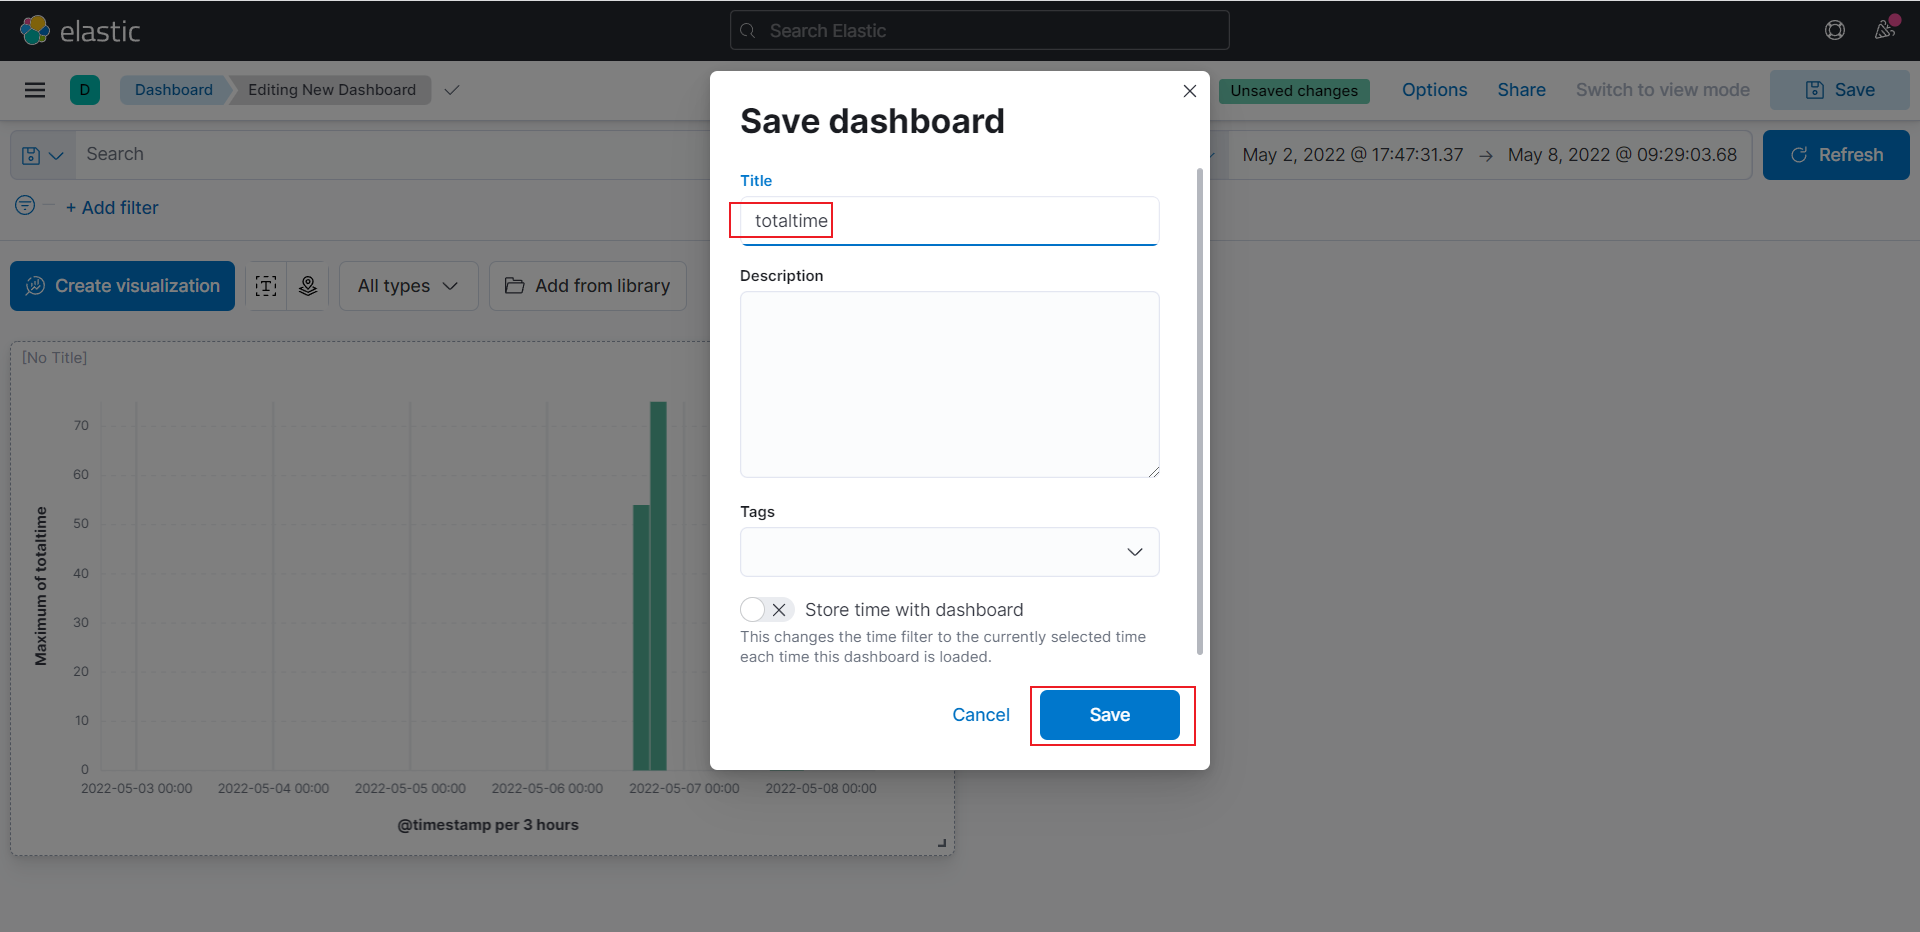 elastic
Search Elastic
D
Dashboard
Editing New Dashboard
Unsaved changes
Options
Share
Switch to view mode
Save
Search
May 2, 2022 @ 17:47:31.37 → May 8, 2022 @ 09:29:03.68
Refresh
+ Add filter
Create visualization
All types
Add from library
[No Title]
70
60
50
40
30
20
10
0
Maximum of totaltime
2022-05-03 00:00
2022-05-04 00:00
2022-05-05 00:00
2022-05-06 00:00
2022-05-07 00:00
2022-05-08 00:00
@timestamp per 3 hours
Save dashboard
Title
totaltime
Description
Tags
Store time with dashboard
This changes the time filter to the currently selected time
each time this dashboard is loaded.
Cancel
Save